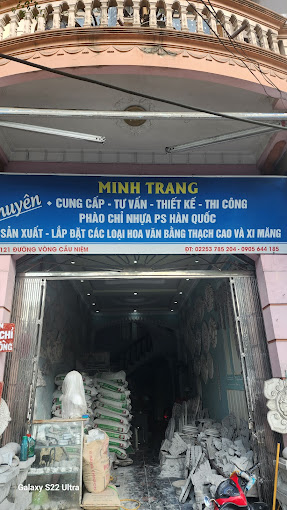 MINH TRANG
Chuyên
+ CUNG CẤP - TƯ VẤN - THIẾT KẾ - THI CÔNG
PHÀO CHỈ NHỰA PS HÀN QUỐC
SẢN XUẤT - LẮP ĐẶT CÁC LOẠI HOA VĂN BẰNG THẠCH CAO VÀ XI MĂNG
121 ĐƯỜNG VÒNG CẦU NIỆM
ĐT: 02253 795 204 - 0905 644 185
CHỈ
Galaxy S22 Ultra